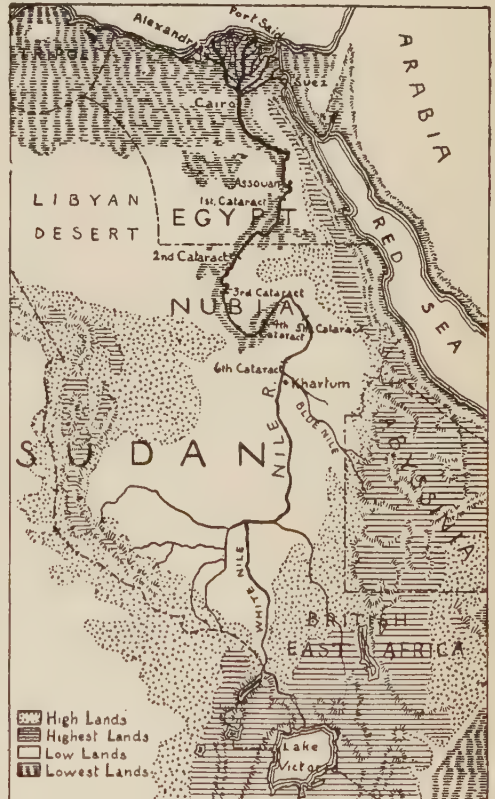 Port Said
Alexandria
TRIPOLI
Suez
Cairo
ARABIA
Assouan
1st. Cataract
LIBYAN
DESERT
EGYPT
RED SEA
2nd Cataract
3rd Cataract
NUBIA
4th
Cataract
5th Cataract
6th Cataract
Khartum
NILE R.
BLUE NILE
SUDAN
ABYSSINIA
WHITE NILE
BRITISH
EAST AFRICA
High Lands
Highest Lands
Low Lands
Lowest Lands
Lake
Victoria